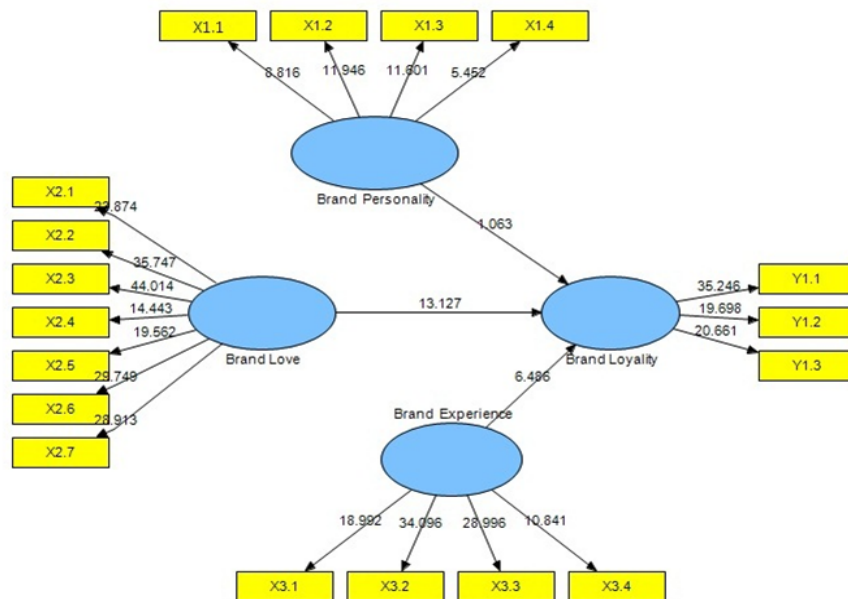 X1.1
X1.2
X1.3
X1.4
8.816
11.946
11.601
5.452
Brand Personality
1.063
X2.1
X2.2
X2.3
X2.4
X2.5
X2.6
X2.7
35.747
44.014
14.443
19.562
29.749
28.913
Brand Love
13.127
Brand Loyality
35.246
19.698
20.661
Y1.1
Y1.2
Y1.3
6.486
Brand Experience
18.992
34.096
28.996
10.841
X3.1
X3.2
X3.3
X3.4